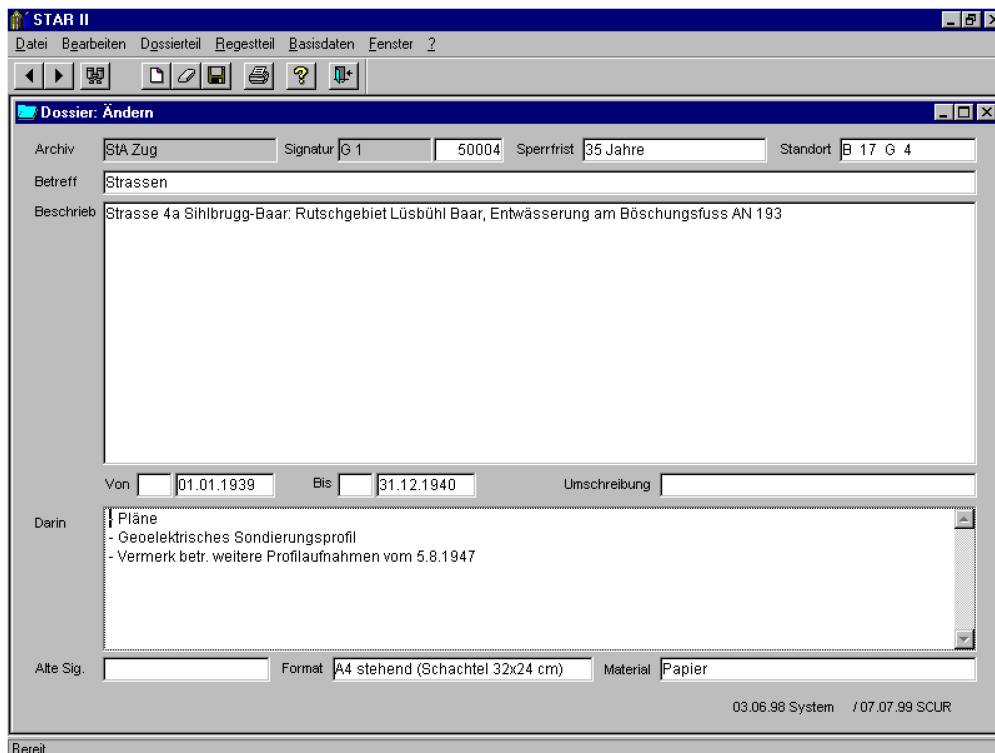 STAR II
Datei Bearbeiten Dossierteil Regestteil Basisdaten Fenster ?
Dossier: Ändern
Archiv StA Zug Signatur G 1 50004 Sperrfrist 35 Jahre Standort B 17 G 4
Betreff Strassen
Beschrieb Strasse 4a Sihlbrugg-Baar: Rutschgebiet Lüsbühl Baar, Entwässerung am Böschungsfuss AN 193
Von 01.01.1939 Bis 31.12.1940 Umschreibung
Darin - Pläne
- Geoelektrisches Sondierungsprofil
- Vermerk betr. weitere Profilaufnahmen vom 5.8.1947
Alte Sig. Format A4 stehend (Schachtel 32x24 cm) Material Papier
03.06.98 System / 07.07.99 SCUR
Bereit